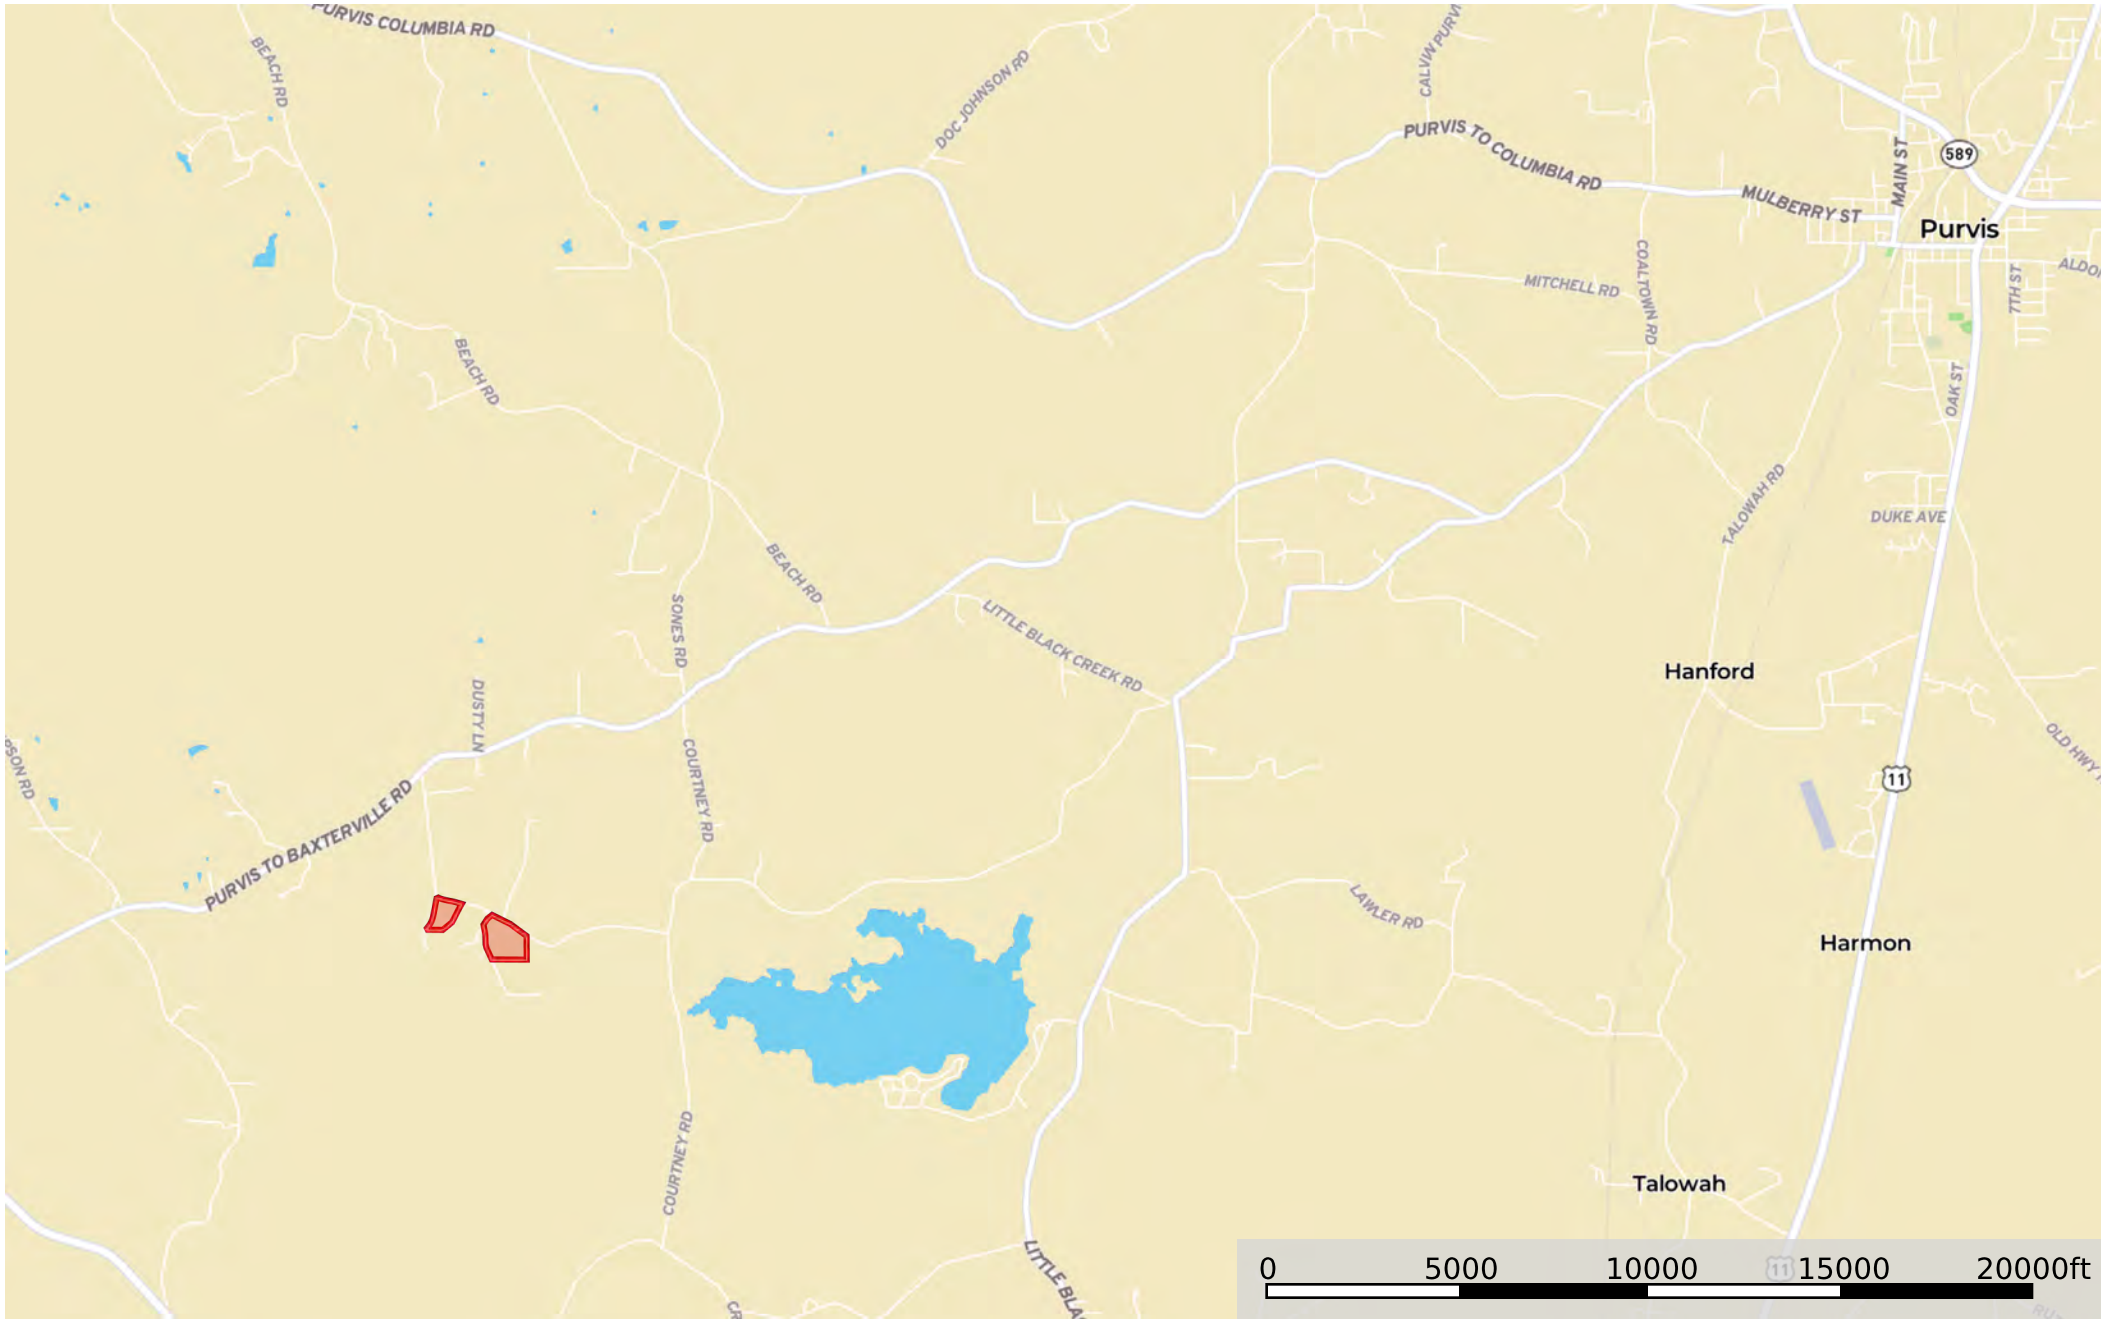 PURVIS COLUMBIA RD
BEACH RD
DOC JOHNSON RD
PURVIS TO COLUMBIA RD
MULBERRY ST
MAIN ST
589
Purvis
COALTOWN RD
MITCHELL RD
7TH ST
OAK ST
BEACH RD
TALOWAH RD
DUKE AVE
BEACH RD
SONES RD
LITTLE BLACK CREEK RD
Hanford
DUSTY LN
COURTNEY RD
OLD HWY
11
PURVIS TO BAXTERVILLE RD
LAWLER RD
Harmon
COURTNEY RD
Talowah
LITTLE BLA
11
0 5000 10000 15000 20000ft